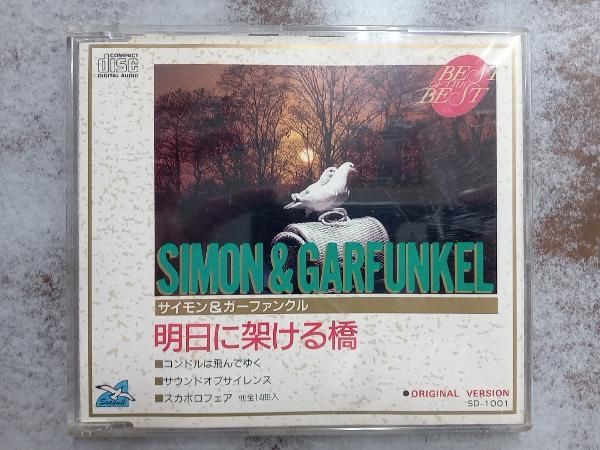 COMPACT
disc
DIGITAL AUDIO
BEST
OF THE
BEST
SIMON & GARFUNKEL
サイモン&ガーファンクル
明日に架ける橋
■コンドルは飛んでゆく
■サウンドオブサイレンス
■スカボロフェア 他全14曲入
Seagull
●ORIGINAL VERSION
SD-1001